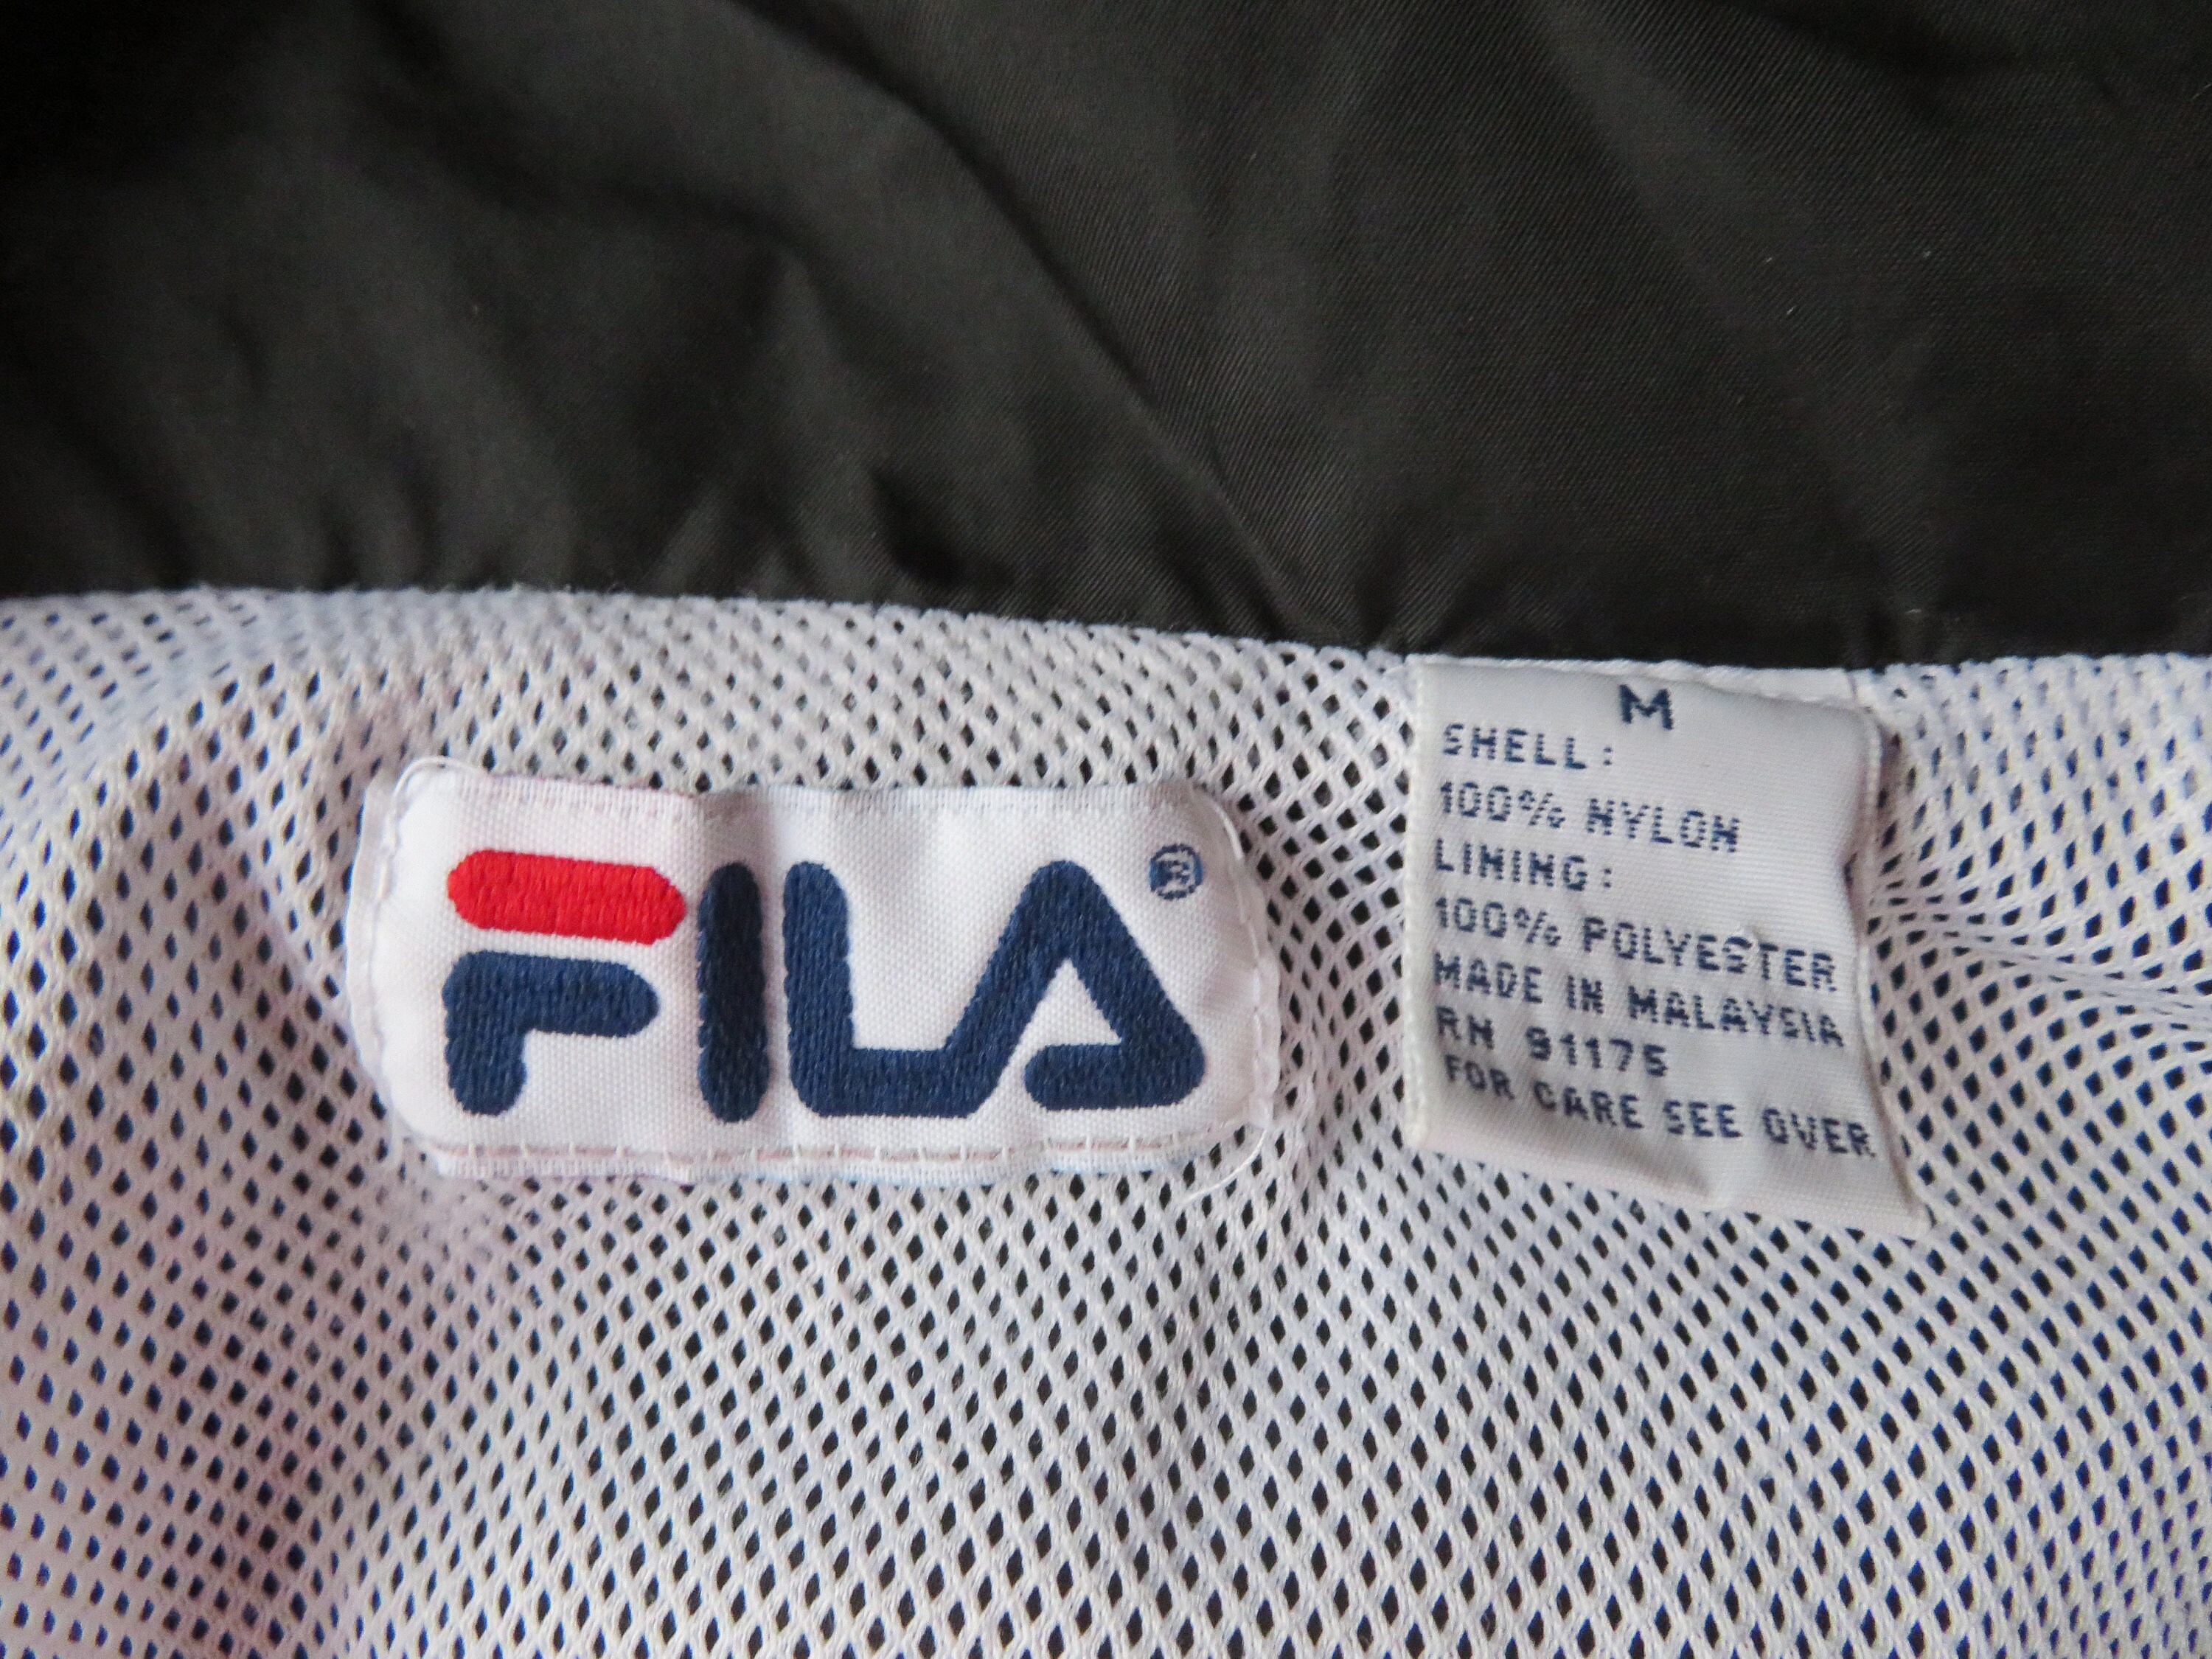 FILA®
M
SHELL:
100% NYLON
LINING:
100% POLYESTER
MADE IN MALAYSIA
RN 91175
FOR CARE SEE OVER